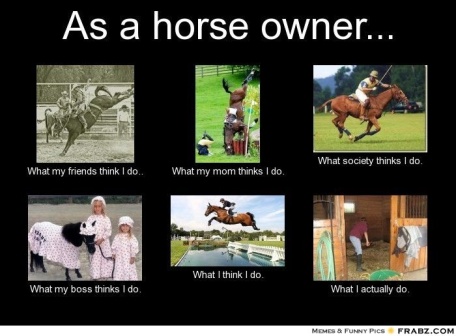 As a horse owner...
What my friends think I do..
What my mom thinks I do.
What society thinks I do.
What my boss thinks I do.
What I think I do.
What I actually do.
MEMES & FUNNY PICS FRABZ.COM